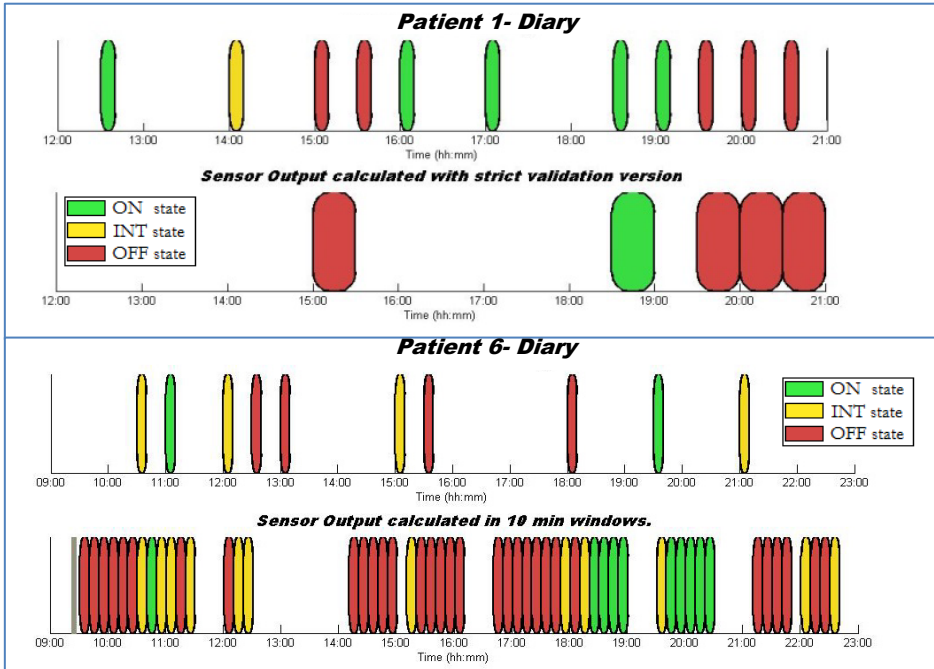 Patient 1- Diary
12:00 13:00 14:00 15:00 16:00 17:00 18:00 19:00 20:00 21:00
Time (hh:mm)
Sensor Output calculated with strict validation version
ON state
INT state
OFF state
12:00 13:00 14:00 15:00 16:00 17:00 18:00 19:00 20:00 21:00
Time (hh:mm)
Patient 6- Diary
ON state
INT state
OFF state
09:00 10:00 11:00 12:00 13:00 14:00 15:00 16:00 17:00 18:00 19:00 20:00 21:00 22:00 23:00
Time (hh:mm)
Sensor Output calculated in 10 min windows.
09:00 10:00 11:00 12:00 13:00 14:00 15:00 16:00 17:00 18:00 19:00 20:00 21:00 22:00 23:00
Time (hh:mm)